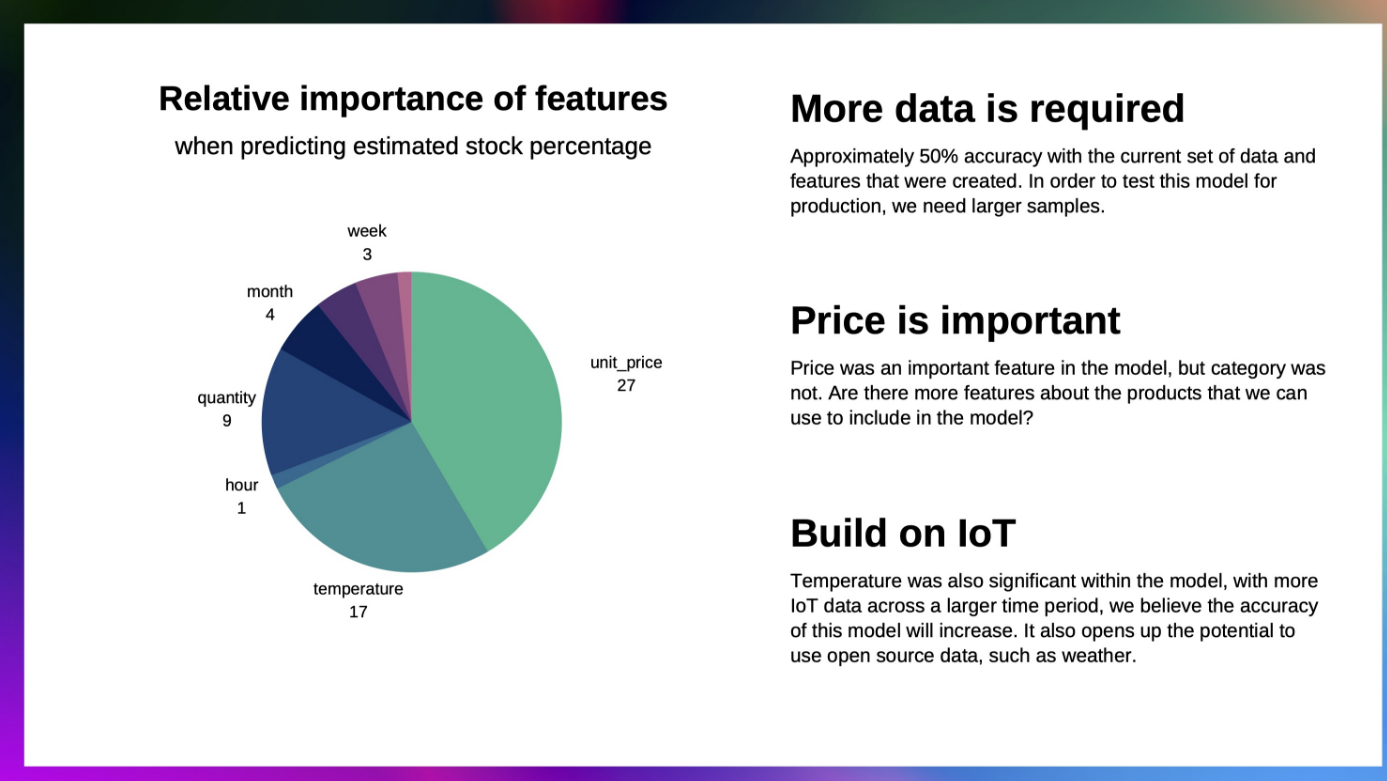 Relative importance of features
when predicting estimated stock percentage
week
3
month
4
quantity
9
hour
1
temperature
17
unit_price
27
More data is required
Approximately 50% accuracy with the current set of data and
features that were created. In order to test this model for
production, we need larger samples.
Price is important
Price was an important feature in the model, but category was
not. Are there more features about the products that we can
use to include in the model?
Build on IoT
Temperature was also significant within the model, with more
IoT data across a larger time period, we believe the accuracy
of this model will increase. It also opens up the potential to
use open source data, such as weather.